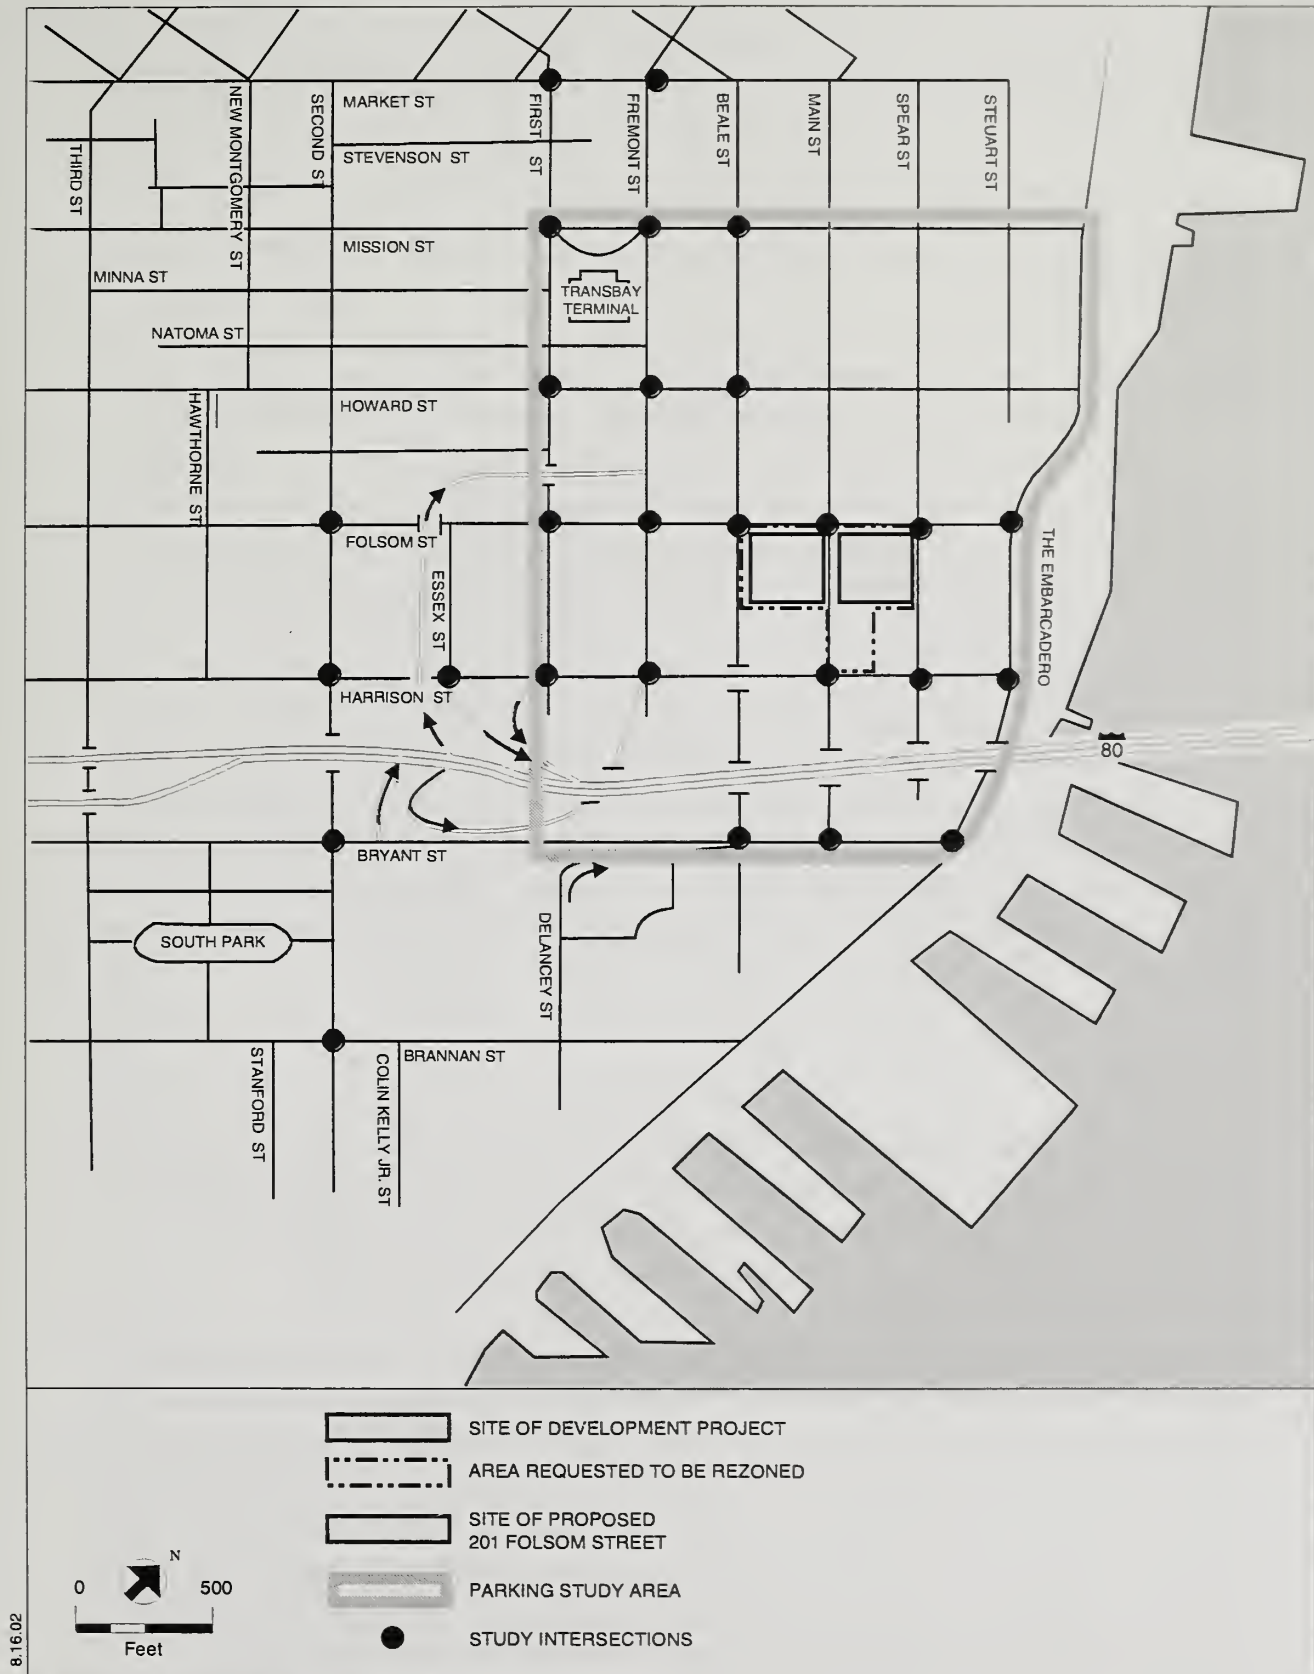 MARKET ST
STEVENSON ST
THIRD ST
NEW MONTGOMERY ST
SECOND ST
FIRST ST
FREMONT ST
BEALE ST
MAIN ST
SPEAR ST
STEUART ST
MISSION ST
MINNA ST
TRANSBAY
TERMINAL
NATOMA ST
HAWTHORNE ST
HOWARD ST
FOLSOM ST
ESSEX ST
THE EMBARCADERO
HARRISON ST
80
BRYANT ST
SOUTH PARK
DELANCEY ST
STANFORD ST
COLIN KELLY JR. ST
BRANNAN ST
SITE OF DEVELOPMENT PROJECT
AREA REQUESTED TO BE REZONED
SITE OF PROPOSED
201 FOLSOM STREET
PARKING STUDY AREA
STUDY INTERSECTIONS
N
0 500
Feet
8.16.02